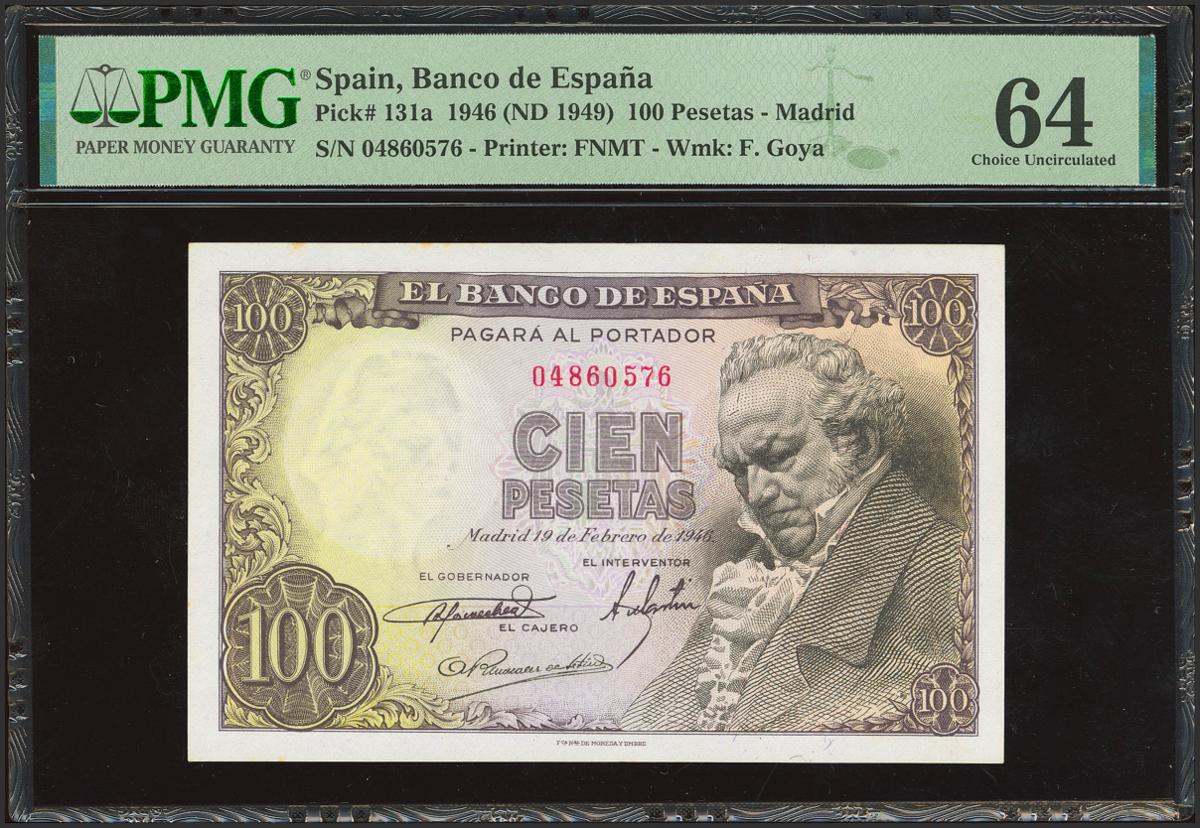 PMG®
PAPER MONEY GUARANTY
Spain, Banco de España
Pick# 131a 1946 (ND 1949) 100 Pesetas - Madrid
S/N 04860576 - Printer: FNMT - Wmk: F. Goya
64
Choice Uncirculated
100
EL BANCO DE ESPAÑA
100
PAGARÁ AL PORTADOR
04860576
CIEN
PESETAS
Madrid 19 de Febrero de 1946.
EL INTERVENTOR
EL GOBERNADOR
EL CAJERO
100
100